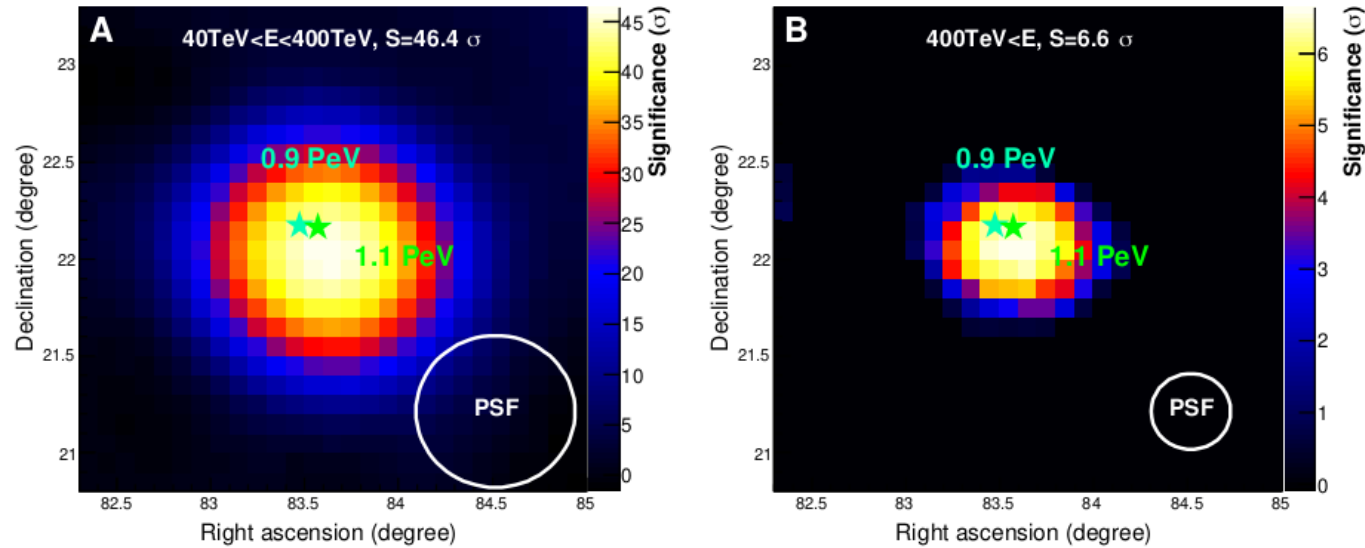 A
40TeV<E<400TeV, S=46.4 σ
0.9 PeV
1.1 PeV
PSF
Declination (degree)
23
22.5
22
21.5
21
82.5 83 83.5 84 84.5 85
Right ascension (degree)
Significance (σ)
45
40
35
30
25
20
15
10
5
0
B
400TeV<E, S=6.6 σ
0.9 PeV
1.1 PeV
PSF
Declination (degree)
23
22.5
22
21.5
21
82.5 83 83.5 84 84.5 85
Right ascension (degree)
Significance (σ)
6
5
4
3
2
1
0